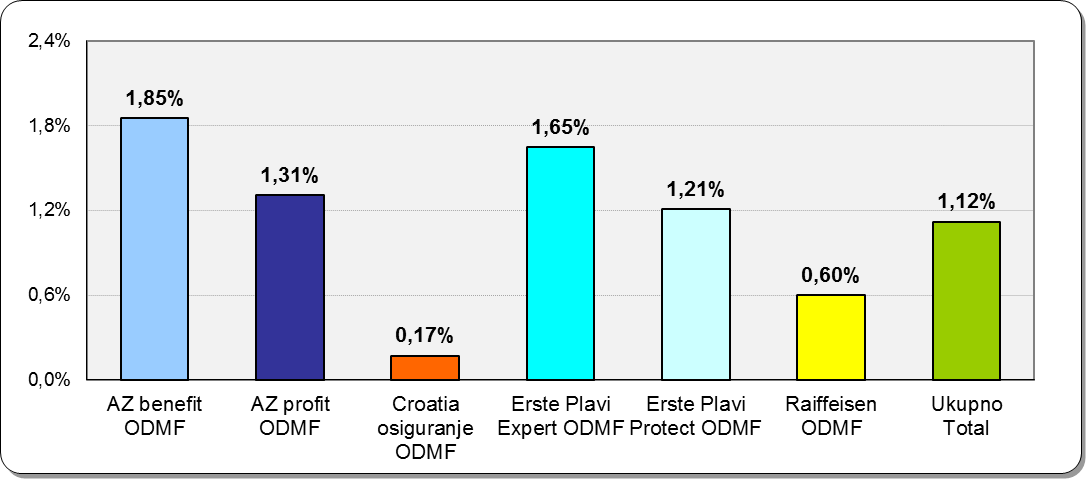 2,4%
1,8%
1,2%
0,6%
0,0%
1,85%
1,31%
0,17%
1,65%
1,21%
0,60%
1,12%
AZ benefit
ODMF
AZ profit
ODMF
Croatia
osiguranje
ODMF
Erste Plavi
Expert ODMF
Erste Plavi
Protect ODMF
Raiffeisen
ODMF
Ukupno
Total